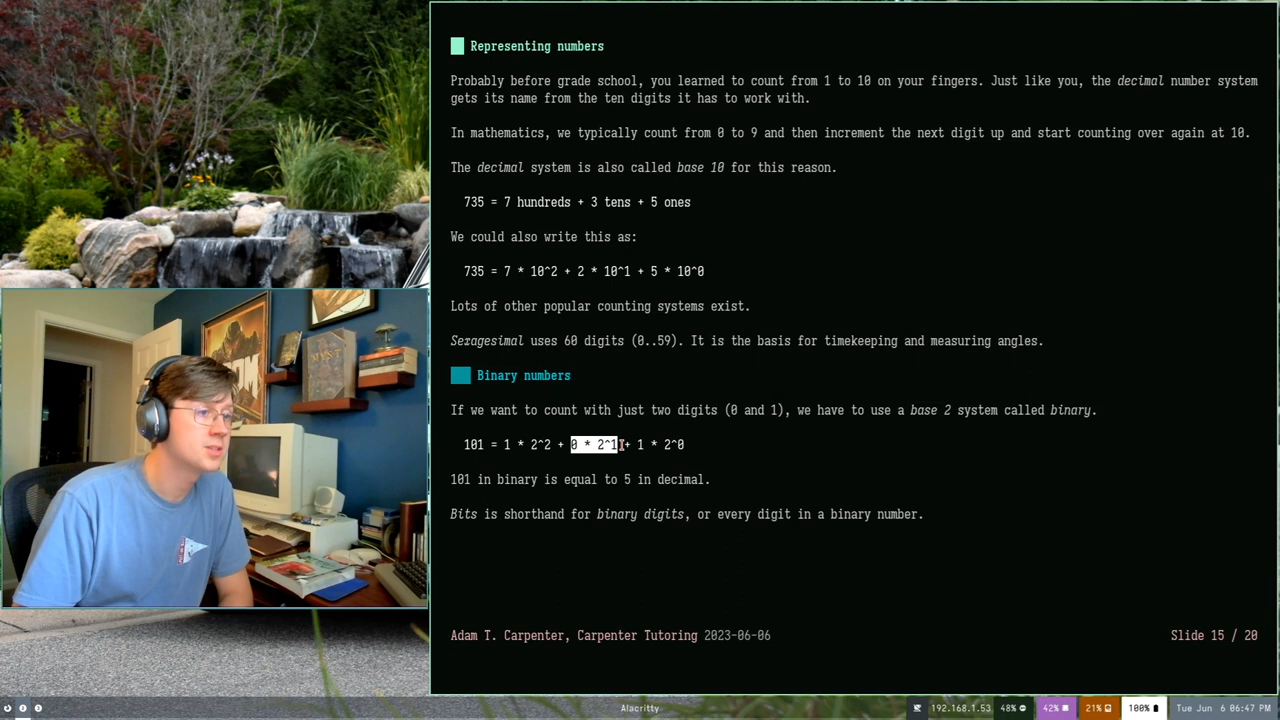 Representing numbers
Probably before grade school, you learned to count from 1 to 10 on your fingers. Just like you, the decimal number system
gets its name from the ten digits it has to work with.
In mathematics, we typically count from 0 to 9 and then increment the next digit up and start counting over again at 10.
The decimal system is also called base 10 for this reason.
735 = 7 hundreds + 3 tens + 5 ones
We could also write this as:
735 = 7 * 10^2 + 2 * 10^1 + 5 * 10^0
Lots of other popular counting systems exist.
Sexagesimal uses 60 digits (0..59). It is the basis for timekeeping and measuring angles.
Binary numbers
If we want to count with just two digits (0 and 1), we have to use a base 2 system called binary.
101 = 1 * 2^2 + 0 * 2^1 + 1 * 2^0
101 in binary is equal to 5 in decimal.
Bits is shorthand for binary digits, or every digit in a binary number.
Adam T. Carpenter, Carpenter Tutoring 2023-06-06
Slide 15 / 20
MYST
Alacritty
192.168.1.53
48%
42%
21%
100%
Tue Jun 6 06:47 PM